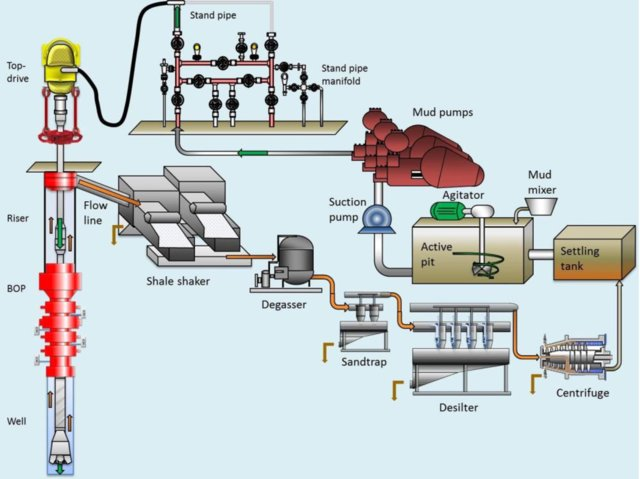 Stand pipe
Top-
drive
Stand pipe
manifold
Mud pumps
Mud
mixer
Agitator
Suction
pump
Flow
line
Riser
Active
pit
Settling
tank
Shale shaker
BOP
Degasser
Sandtrap
Desilter
Centrifuge
Well